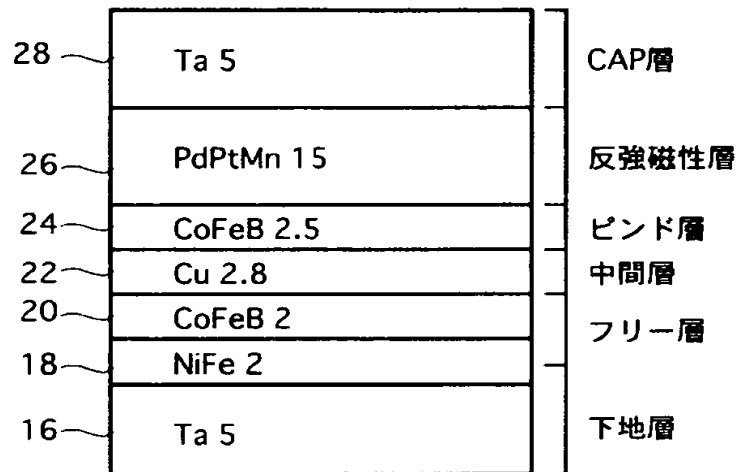 28 Ta 5 CAP層
26 PdPtMn 15 反強磁性層
24 CoFeB 2.5 ピンド層
22 Cu 2.8 中間層
20 CoFeB 2 フリー層
18 NiFe 2
16 Ta 5 下地層